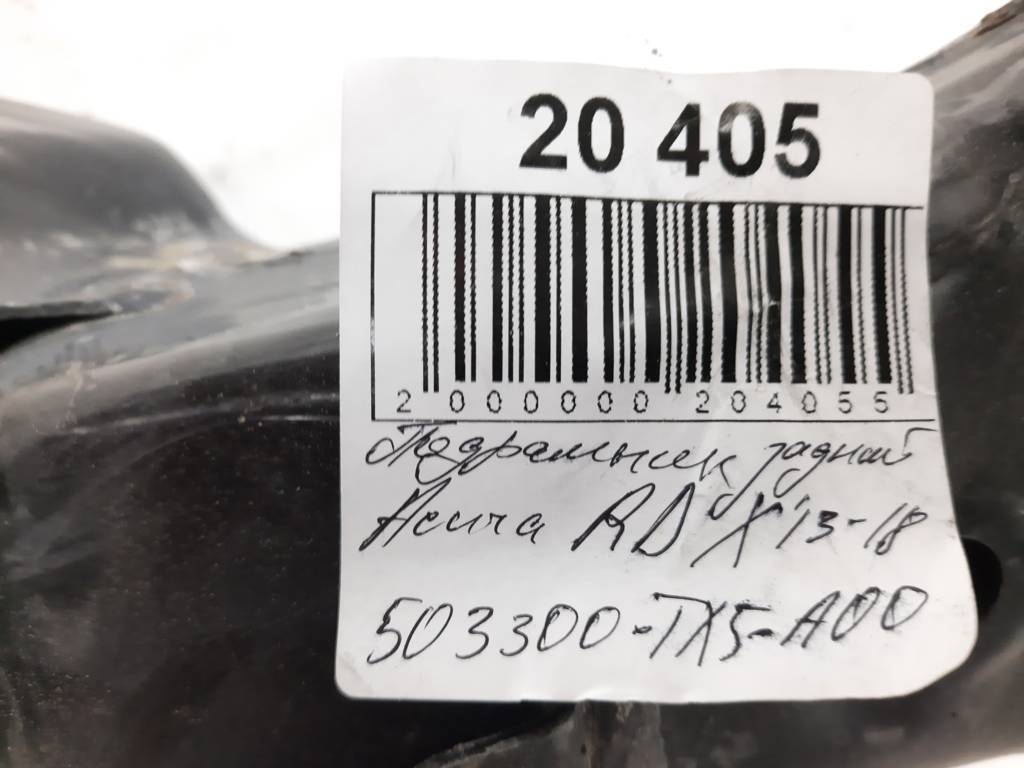 20 405
2 000000 204055
Подрамник задний
Acura RDX 13-18
503300-TX5-A00